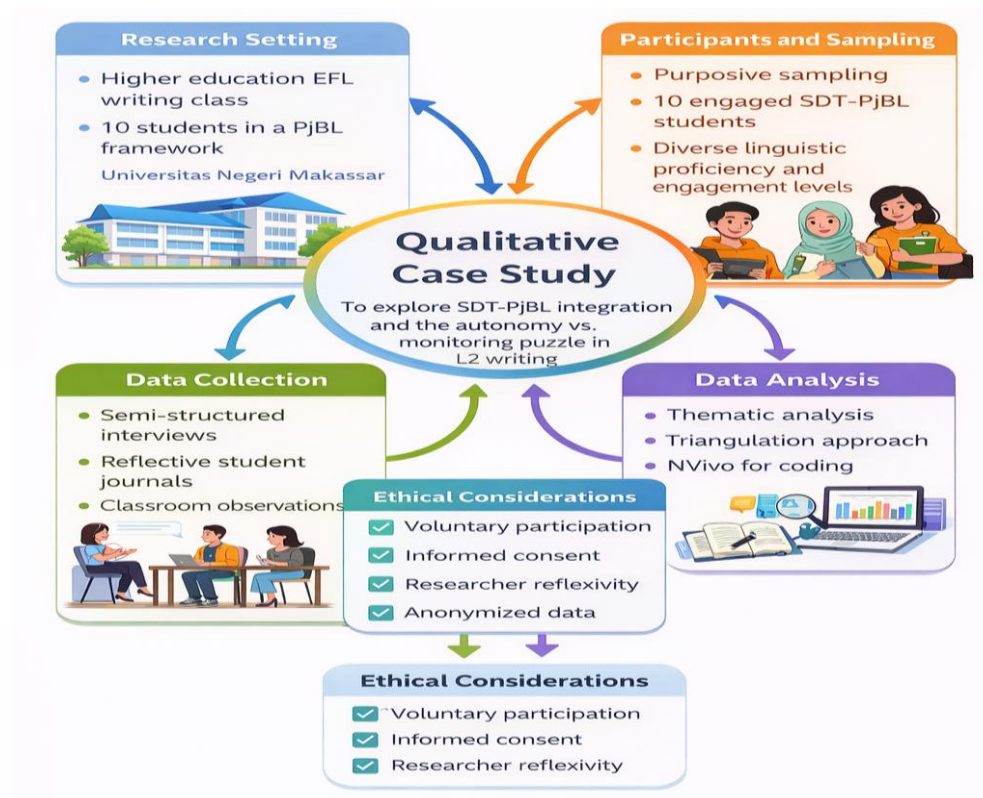 Research Setting
• Higher education EFL
writing class
• 10 students in a PjBL
framework
Universitas Negeri Makassar
Participants and Sampling
• Purposive sampling
• 10 engaged SDT-PjBL
students
• Diverse linguistic
proficiency and
engagement levels
Qualitative
Case Study
To explore SDT-PjBL integration
and the autonomy vs.
monitoring puzzle in
L2 writing
Data Collection
• Semi-structured
interviews
• Reflective student
journals
• Classroom observations
Data Analysis
• Thematic analysis
• Triangulation approach
• NVivo for coding
Ethical Considerations
Voluntary participation
Informed consent
Researcher reflexivity
Anonymized data
Ethical Considerations
Voluntary participation
Informed consent
Researcher reflexivity